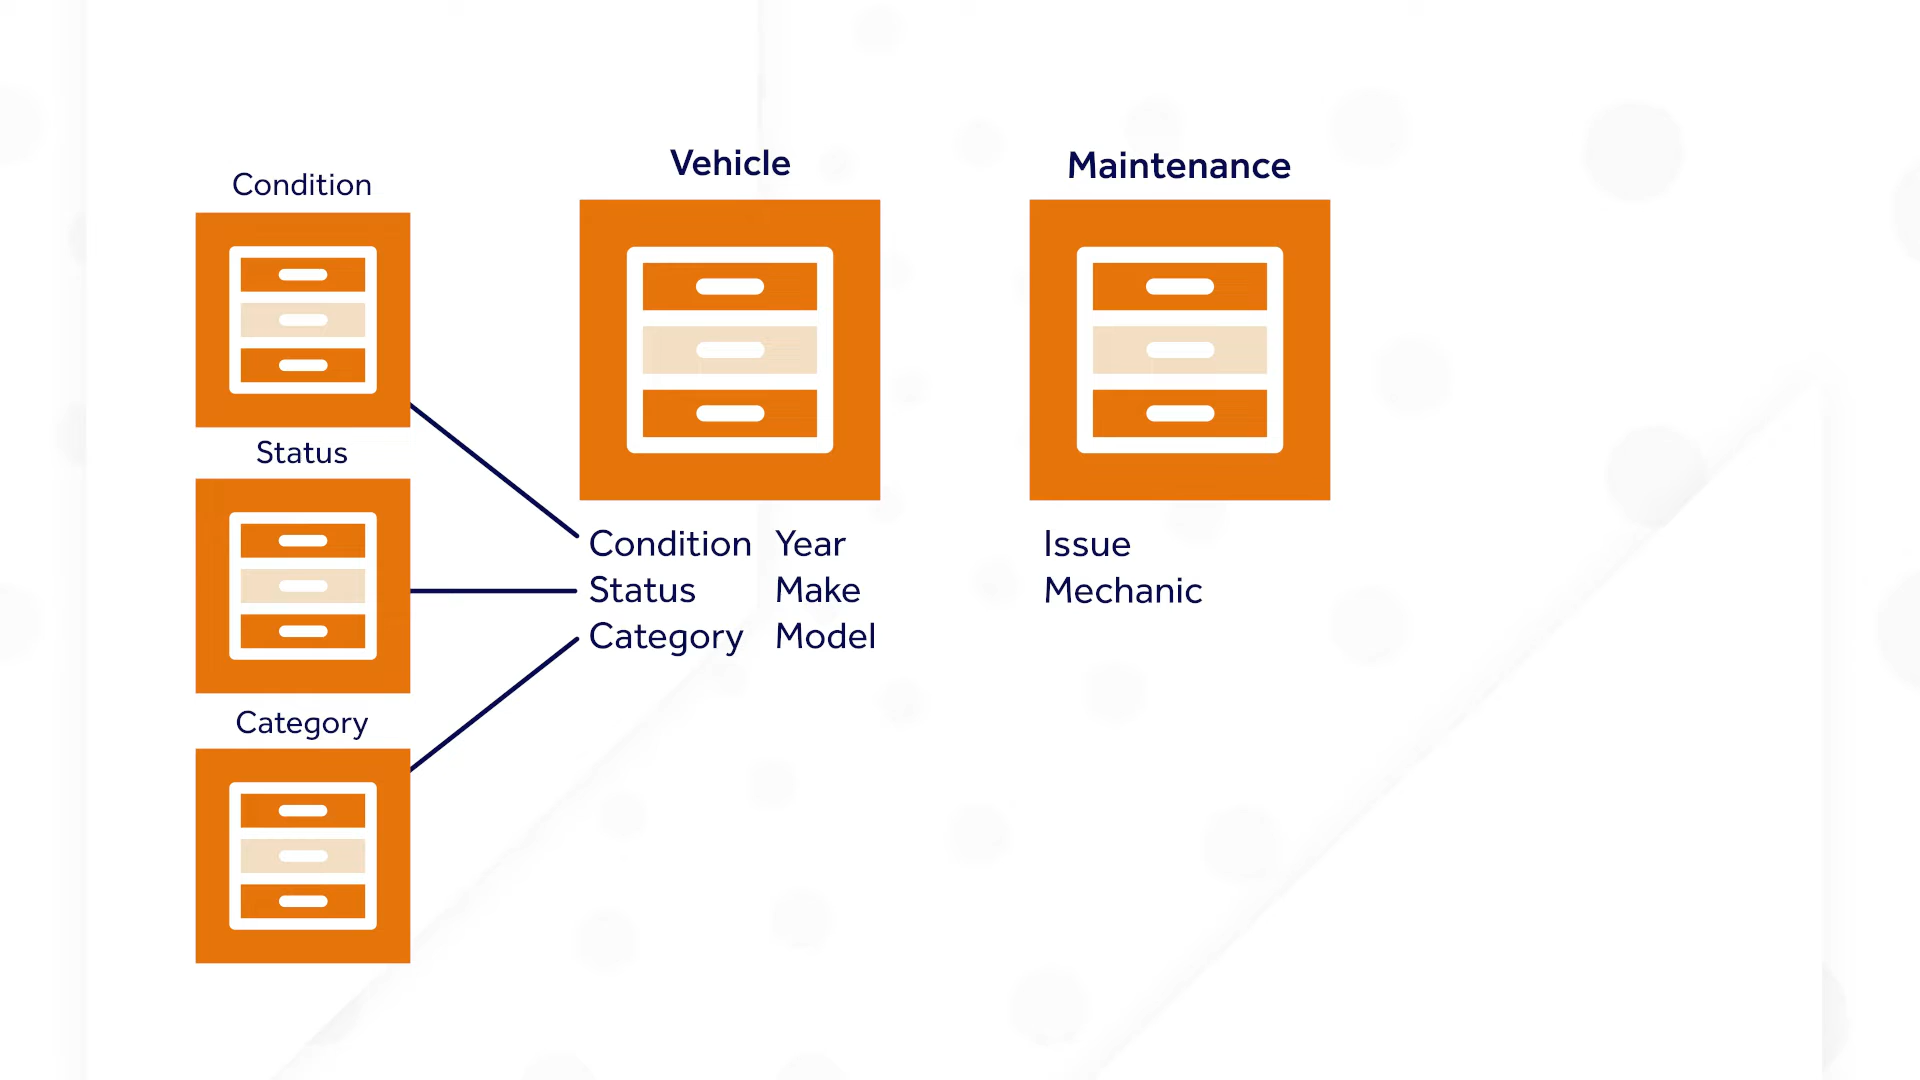 Condition
Status
Category
Vehicle
Condition Year
Status Make
Category Model
Maintenance
Issue
Mechanic